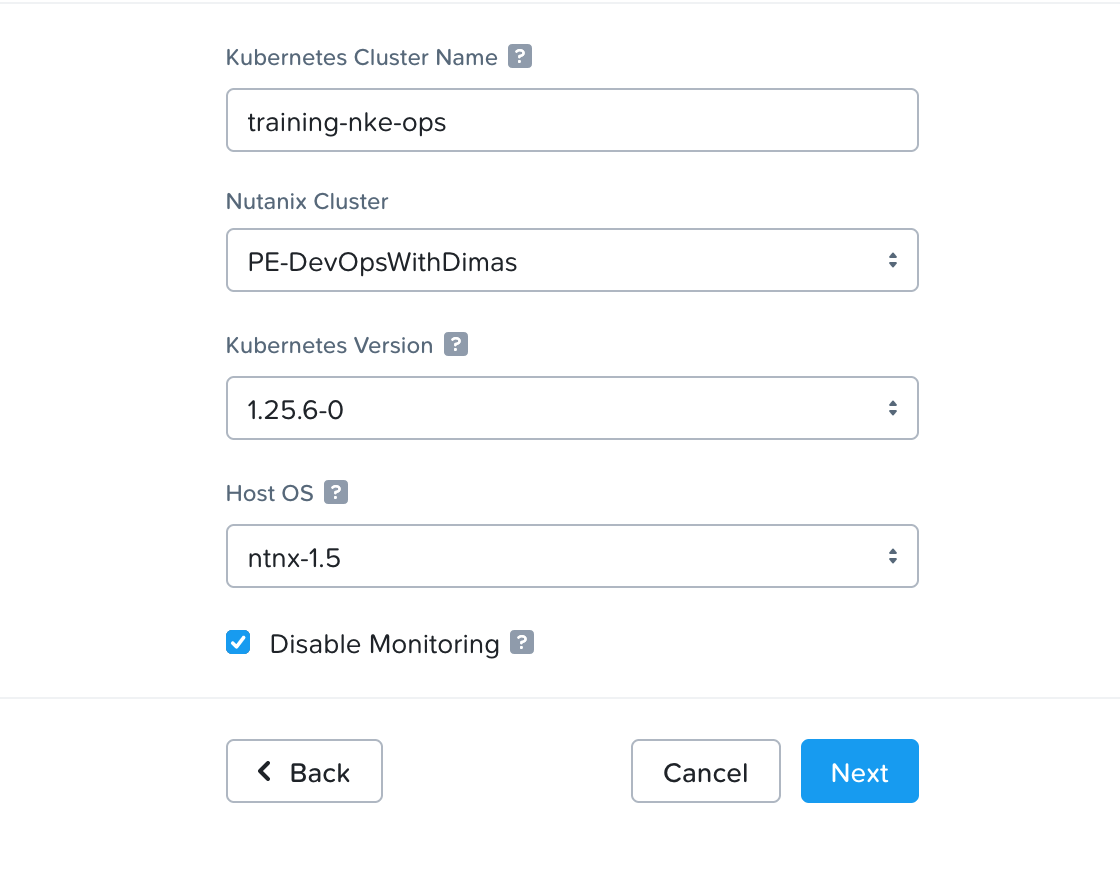 Kubernetes Cluster Name ?
training-nke-ops
Nutanix Cluster
PE-DevOpsWithDimas
Kubernetes Version ?
1.25.6-0
Host OS ?
ntnx-1.5
Disable Monitoring ?
Back Cancel Next